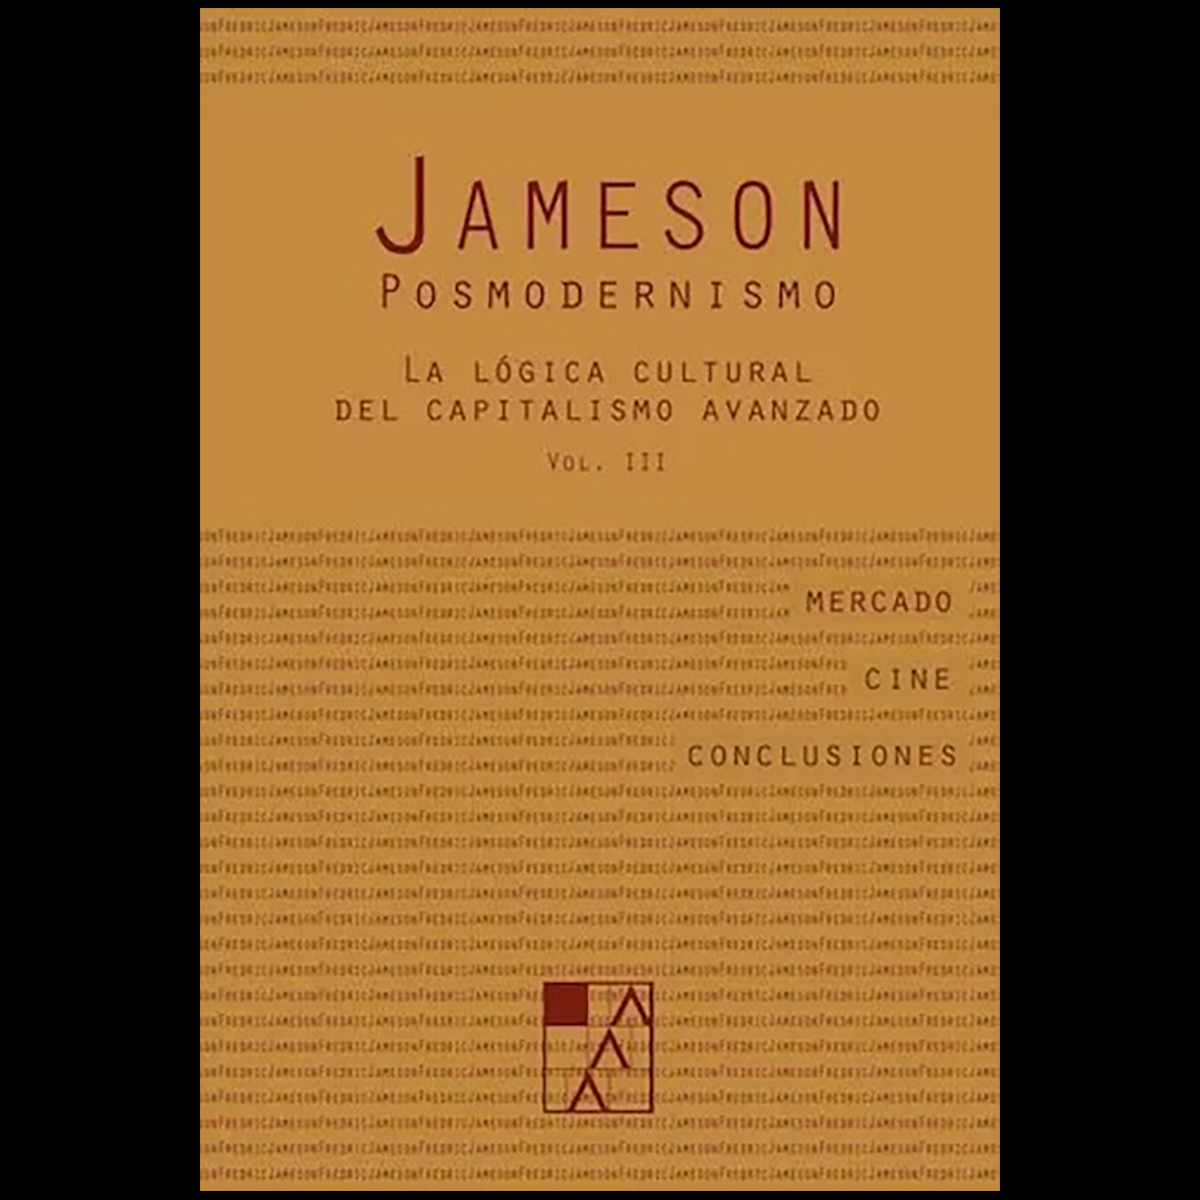 JAMESON
POSMODERNISMO
LA LÓGICA CULTURAL
DEL CAPITALISMO AVANZADO
VOL. III
MERCADO
CINE
CONCLUSIONES